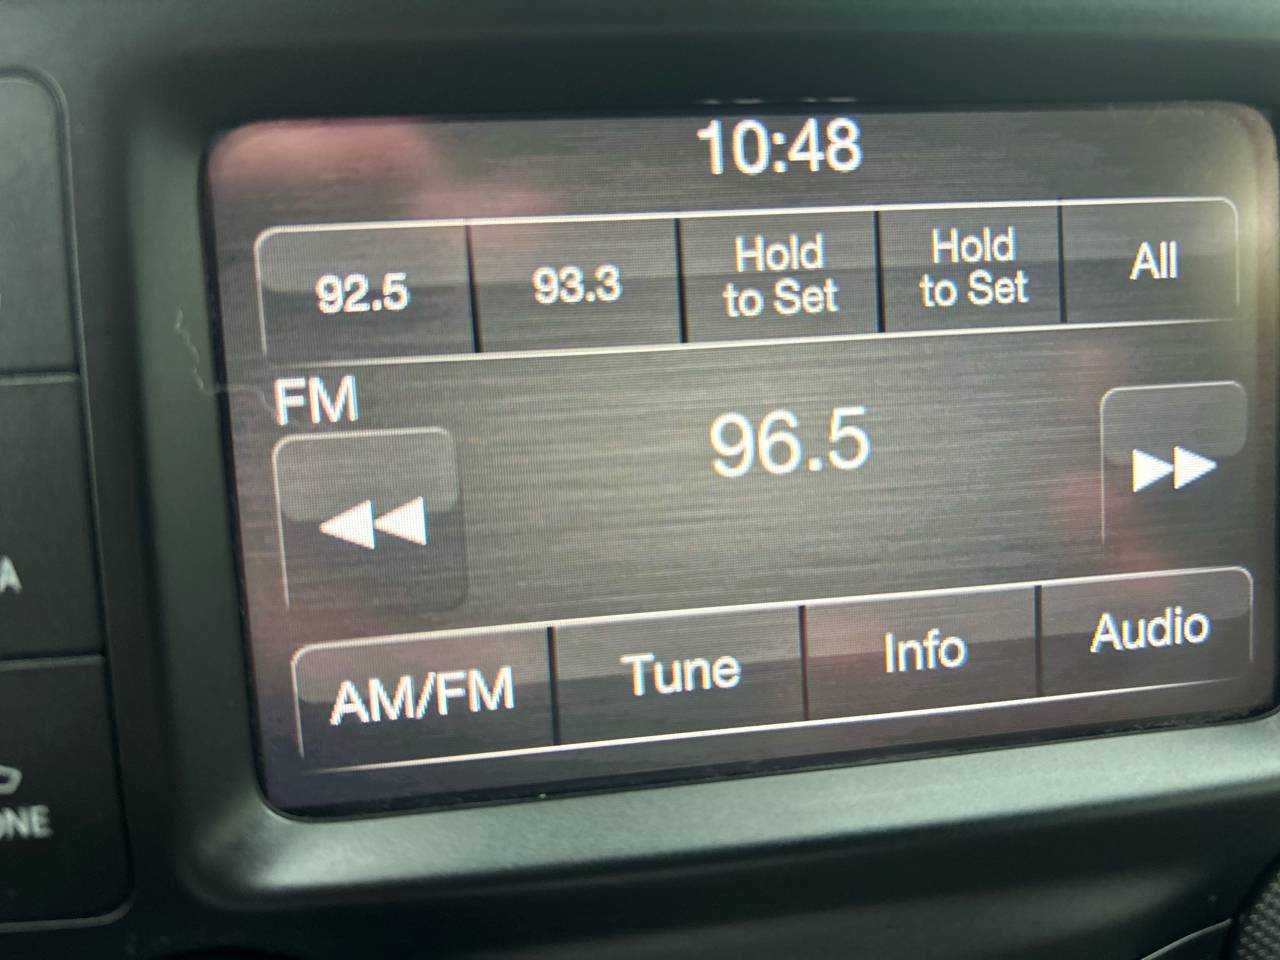 10:48
92.5
93.3
Hold
to Set
Hold
to Set
All
FM
96.5
AM/FM
Tune
Info
Audio